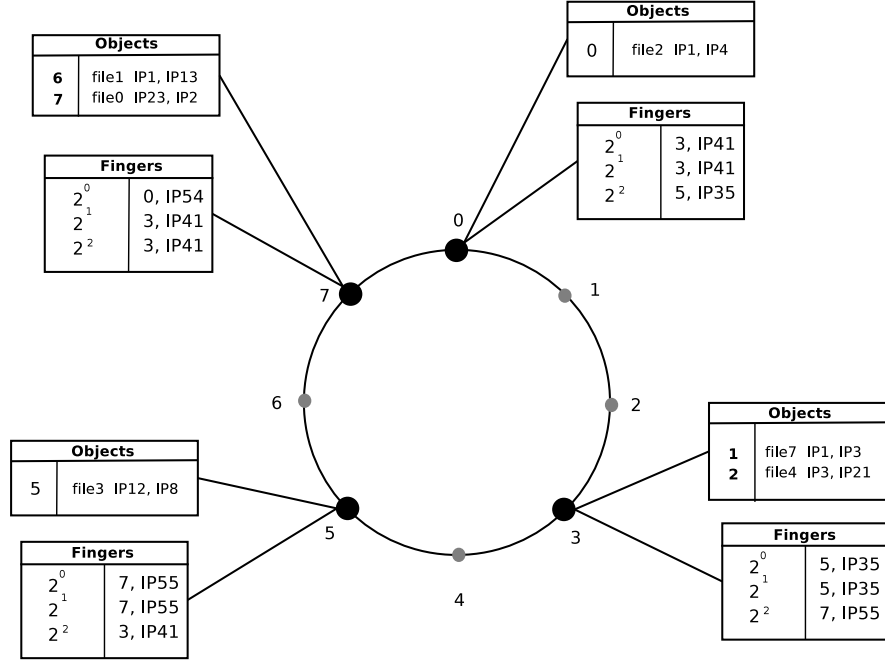 Objects
0 file2 IP1, IP4
Fingers
2^0 3, IP41
2^1 3, IP41
2^2 5, IP35
Objects
6 file1 IP1, IP13
7 file0 IP23, IP2
Fingers
2^0 0, IP54
2^1 3, IP41
2^2 3, IP41
0
7
1
6
2
5
3
4
Objects
1 file7 IP1, IP3
2 file4 IP3, IP21
Fingers
2^0 5, IP35
2^1 5, IP35
2^2 7, IP55
Objects
5 file3 IP12, IP8
Fingers
2^0 7, IP55
2^1 7, IP55
2^2 3, IP41